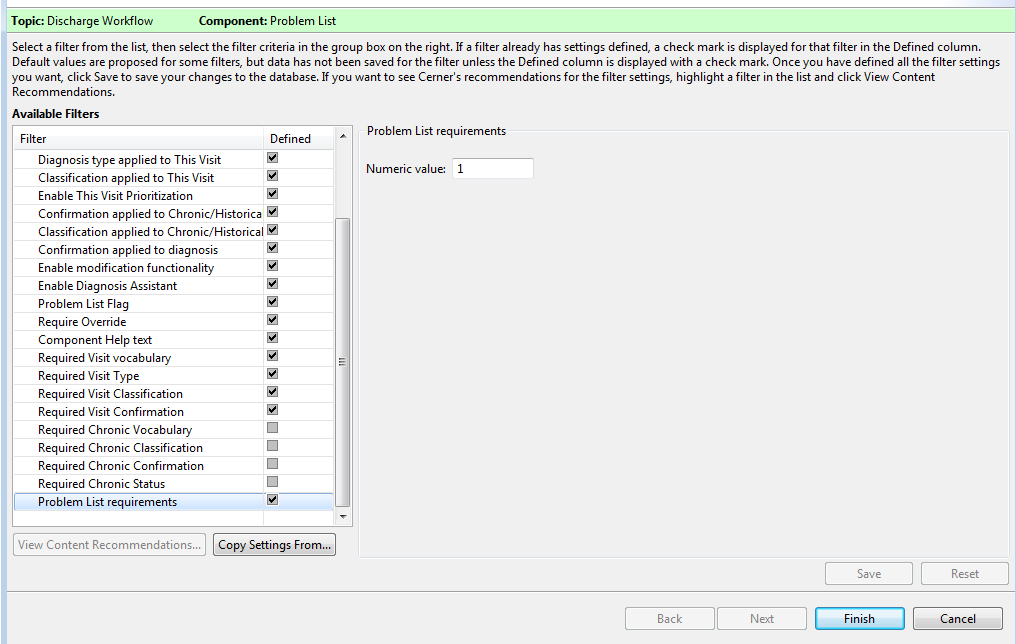 Topic: Discharge Workflow Component: Problem List
Select a filter from the list, then select the filter criteria in the group box on the right. If a filter already has settings defined, a check mark is displayed for that filter in the Defined column.
Default values are proposed for some filters, but data has not been saved for the filter unless the Defined column is displayed with a check mark. Once you have defined all the filter settings
you want, click Save to save your changes to the database. If you want to see Cerner's recommendations for the filter settings, highlight a filter in the list and click View Content
Recommendations.
Available Filters
Filter Defined
Diagnosis type applied to This Visit
Classification applied to This Visit
Enable This Visit Prioritization
Confirmation applied to Chronic/Historica
Classification applied to Chronic/Historical
Confirmation applied to diagnosis
Enable modification functionality
Enable Diagnosis Assistant
Problem List Flag
Require Override
Component Help text
Required Visit vocabulary
Required Visit Type
Required Visit Classification
Required Visit Confirmation
Required Chronic Vocabulary
Required Chronic Classification
Required Chronic Confirmation
Required Chronic Status
Problem List requirements
View Content Recommendations... Copy Settings From...
Problem List requirements
Numeric value: 1
Save Reset
Back Next Finish Cancel